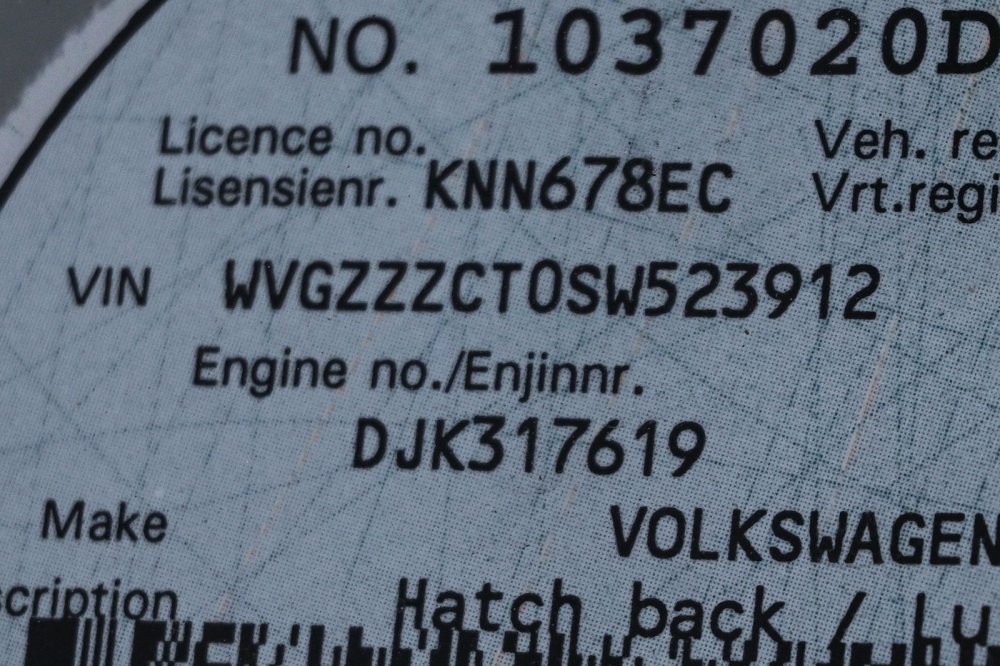 NO. 1037020D
Licence no.
Lisensienr. KNN678EC
Veh. re
Vrt.regi
VIN WVGZZZCT0SW523912
Engine no./Enjinnr.
DJK317619
Make VOLKSWAGEN
scription Hatch back / Lu